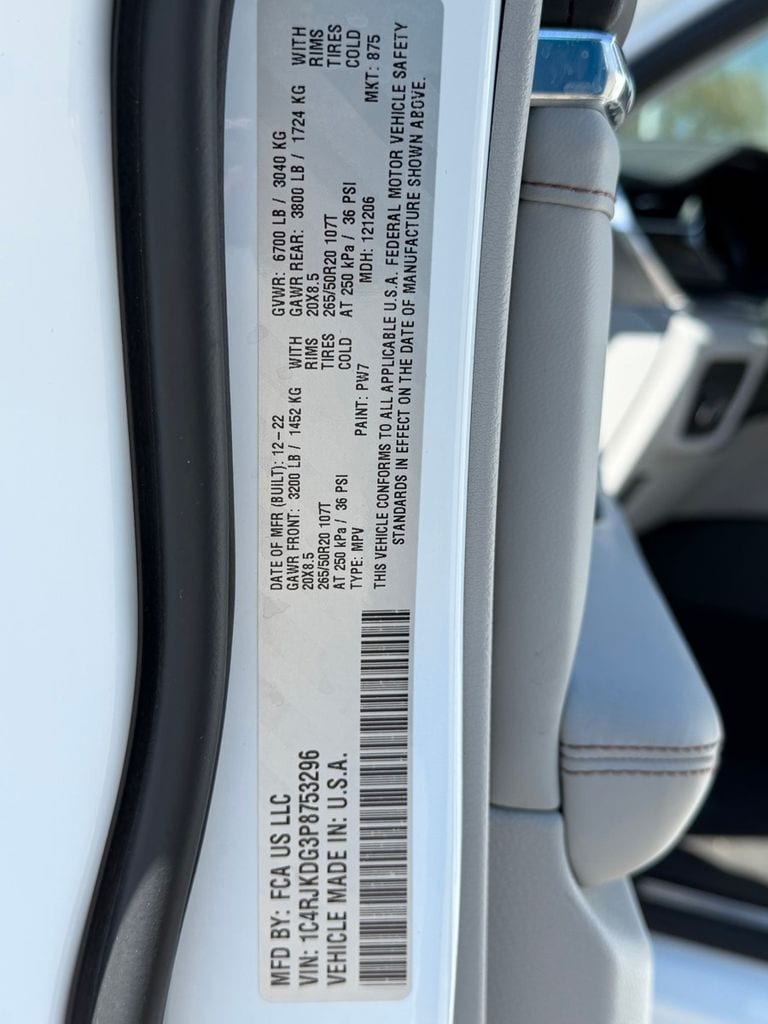 MFD BY: FCA US LLC
VIN: 1C4RJKDG3P8753296
VEHICLE MADE IN: U.S.A.
DATE OF MFR (BUILT): 12-22
GAWR FRONT: 3200 LB / 1452 KG WITH
20X8.5 RIMS
265/50R20 107T TIRES
AT 250 kPa / 36 PSI COLD
TYPE: MPV PAINT: PW7
GVWR: 6700 LB / 3040 KG
GAWR REAR: 3800 LB / 1724 KG WITH
20X8.5 RIMS
265/50R20 107T TIRES
AT 250 kPa / 36 PSI COLD
MDH: 121206 MKT: 875
THIS VEHICLE CONFORMS TO ALL APPLICABLE U.S.A. FEDERAL MOTOR VEHICLE SAFETY
STANDARDS IN EFFECT ON THE DATE OF MANUFACTURE SHOWN ABOVE.